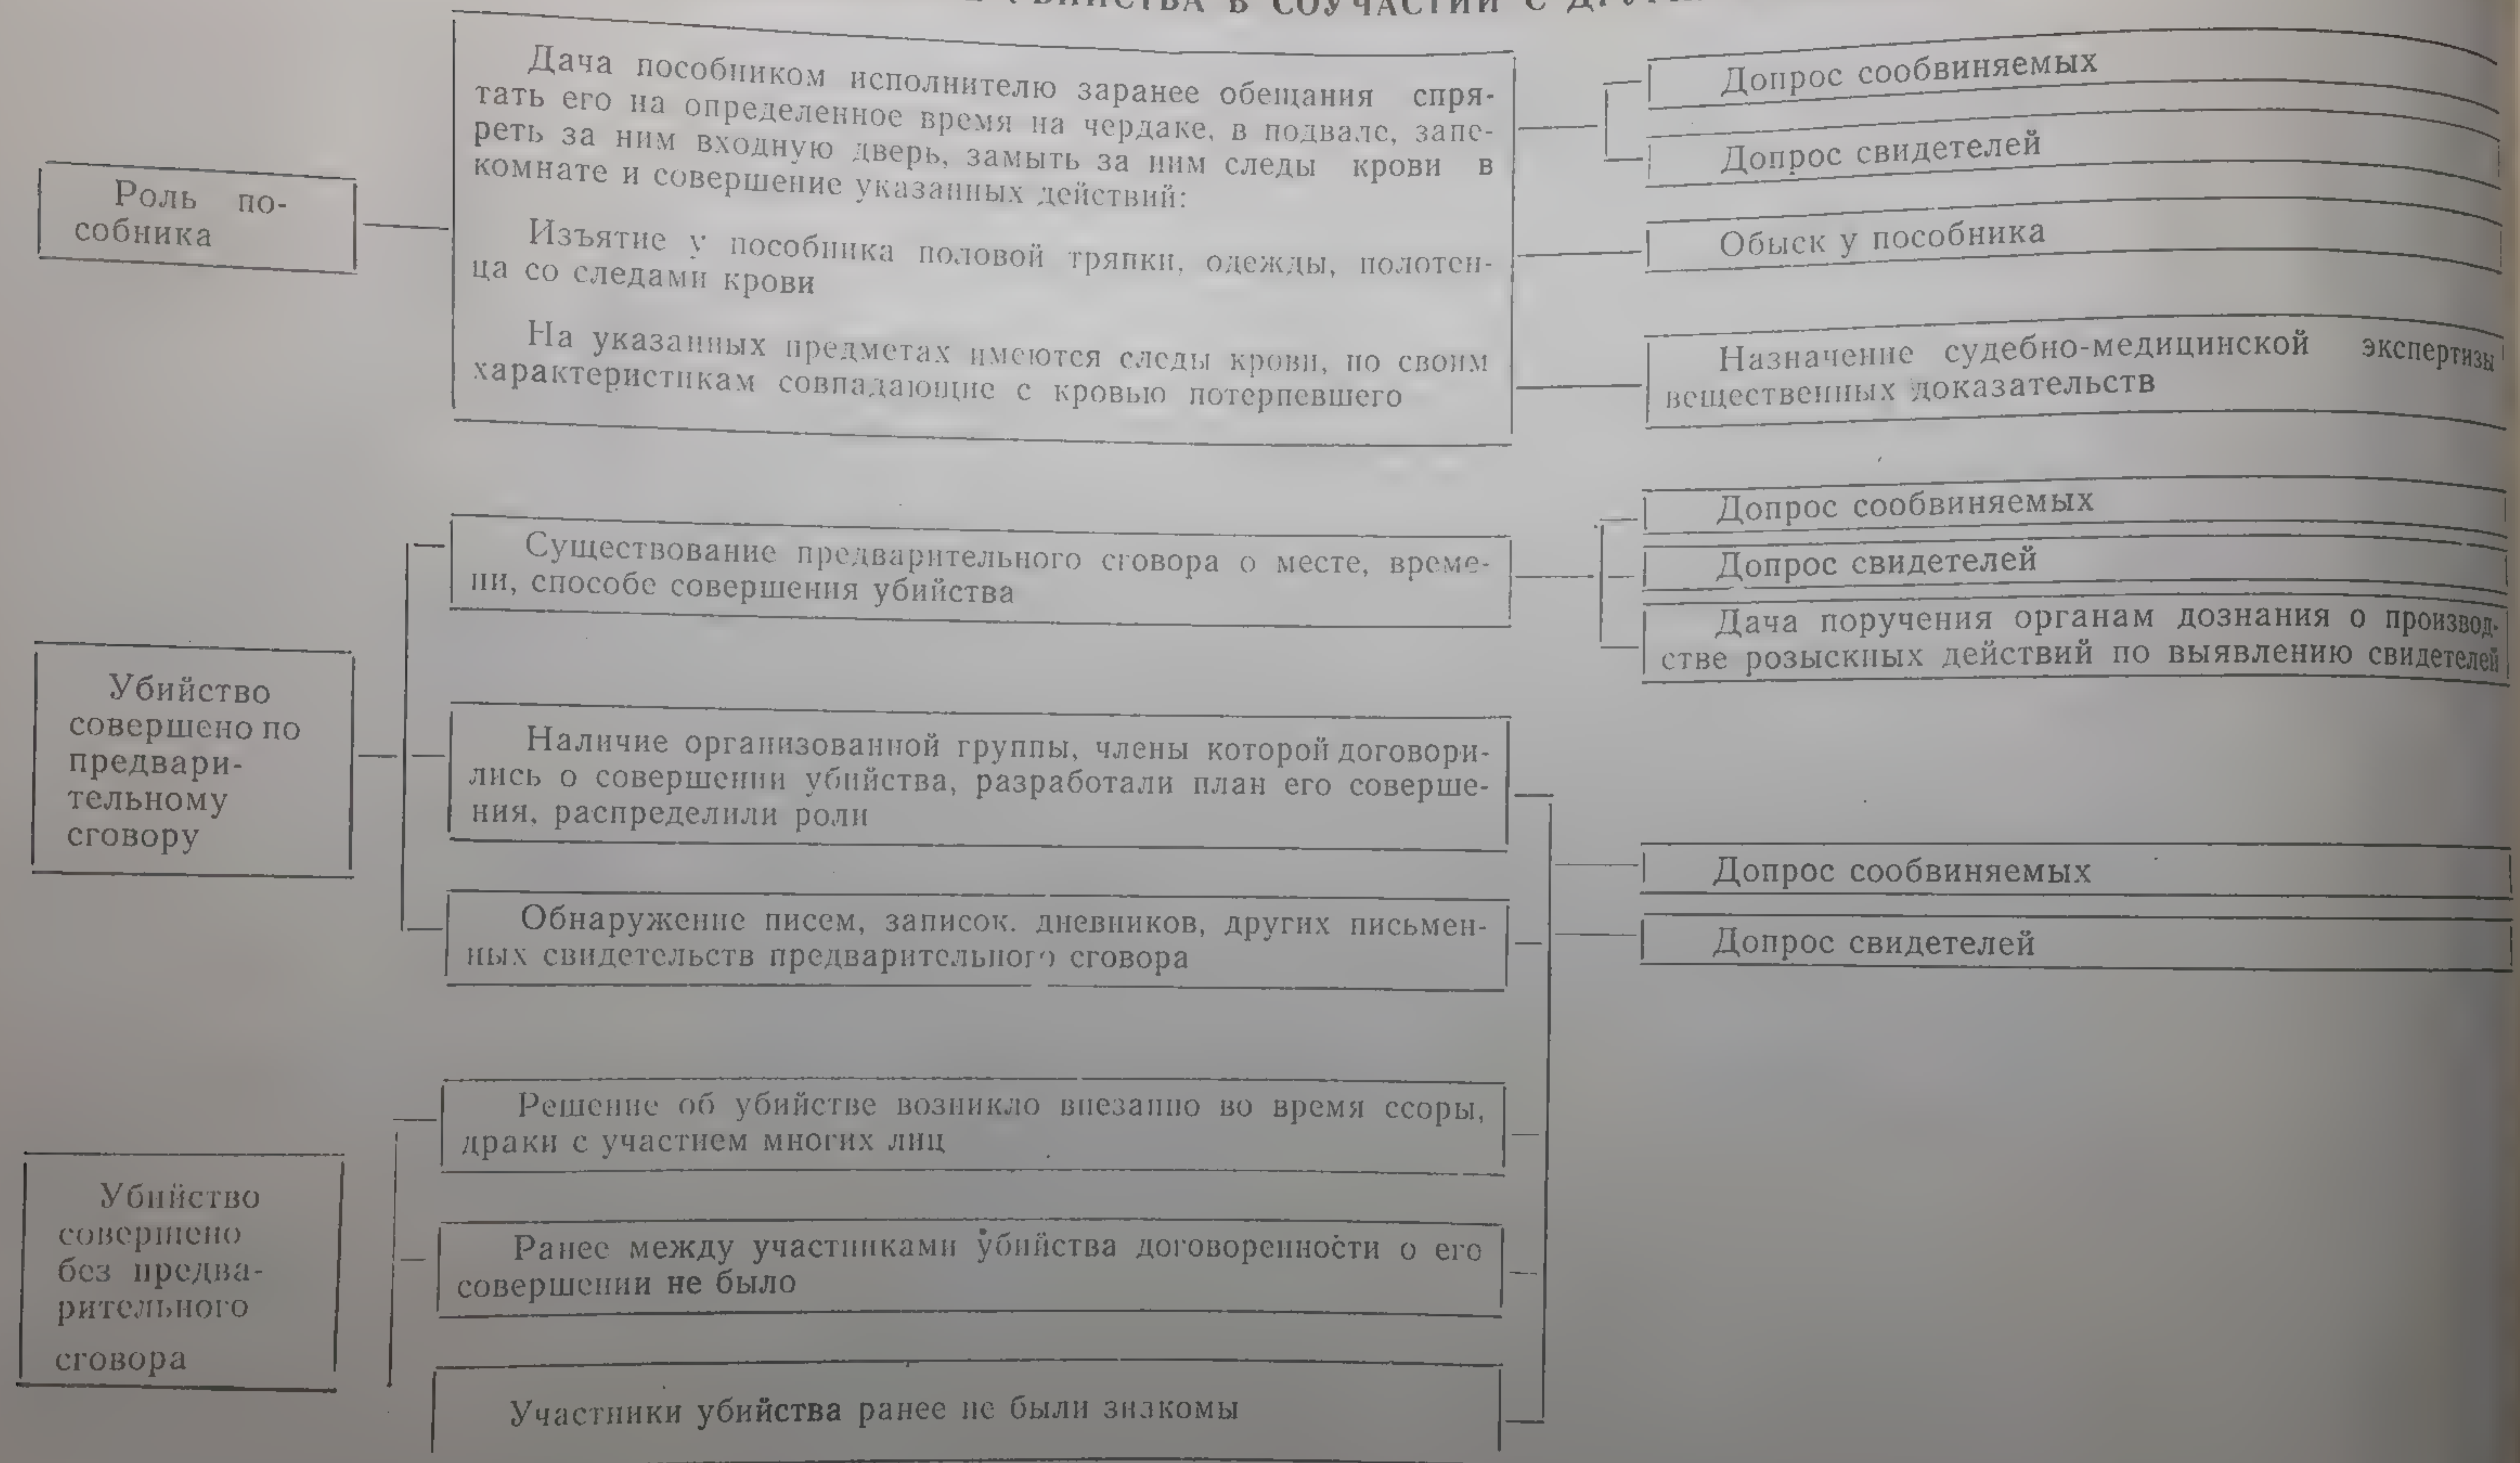 УБИЙСТВА В СОУЧАСТИИ С
Роль по-
собника
Дача пособником исполнителю заранее обещания спря-
тать его на определенное время на чердаке, в подвале, запе-
реть за ним входную дверь, замыть за ним следы крови в
комнате и совершение указанных действий:
Изъятие у пособника половой тряпки, одежды, полотен-
ца со следами крови
На указанных предметах имеются следы крови, по своим
характеристикам совпадающие с кровью потерпевшего
Допрос сообвиняемых
Допрос свидетелей
Обыск у пособника
Назначение судебно-медицинской экспертизы
вещественных доказательств
Убийство
совершено по
предвари-
тельному
сговору
Существование предварительного сговора о месте, време-
ни, способе совершения убийства
Допрос сообвиняемых
Допрос свидетелей
Дача поручения органам дознания о производ-
стве розыскных действий по выявлению свидетелей
Наличие организованной группы, члены которой договори-
лись о совершении убийства, разработали план его соверше-
ния, распределили роли
Обнаружение писем, записок. дневников, других письмен-
ных свидетельств предварительного сговора
Допрос сообвиняемых
Допрос свидетелей
Убийство
совершено
без предва-
рительного
сговора
Решение об убийстве возникло внезапно во время ссоры,
драки с участием многих лиц
Ранее между участниками убийства договоренности о его
совершении не было
Участники убийства ранее не были знакомы